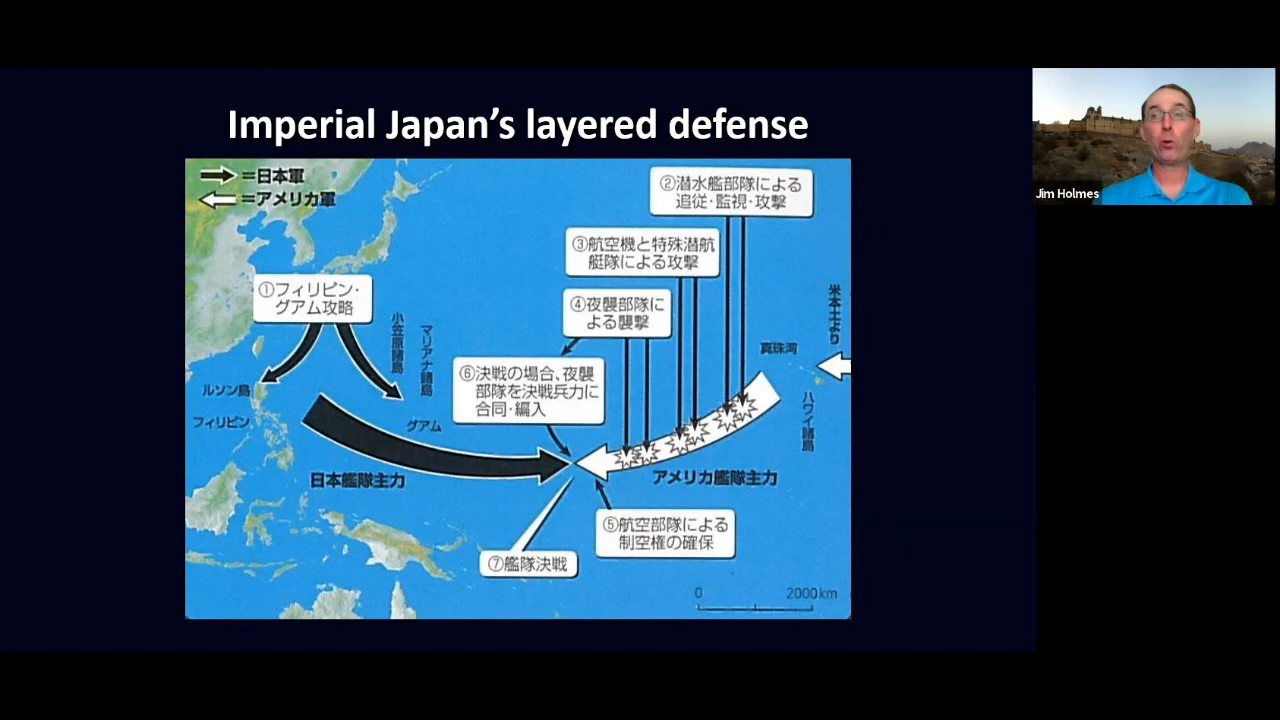 Imperial Japan's layered defense
=日本軍
=アメリカ軍
②潜水艦部隊による
追従・監視・攻撃
③航空機と特殊潜航
艇隊による攻撃
①フィリピン・
グアム攻略
④夜襲部隊に
よる襲撃
米本土より
小笠原諸島
マリアナ諸島
真珠湾
⑥決戦の場合、夜襲
部隊を決戦兵力に
合同・編入
ルソン島
フィリピン
グアム
ハワイ諸島
日本艦隊主力
アメリカ艦隊主力
⑤航空部隊による
制空権の確保
⑦艦隊決戦
0 2000km
Jim Holmes